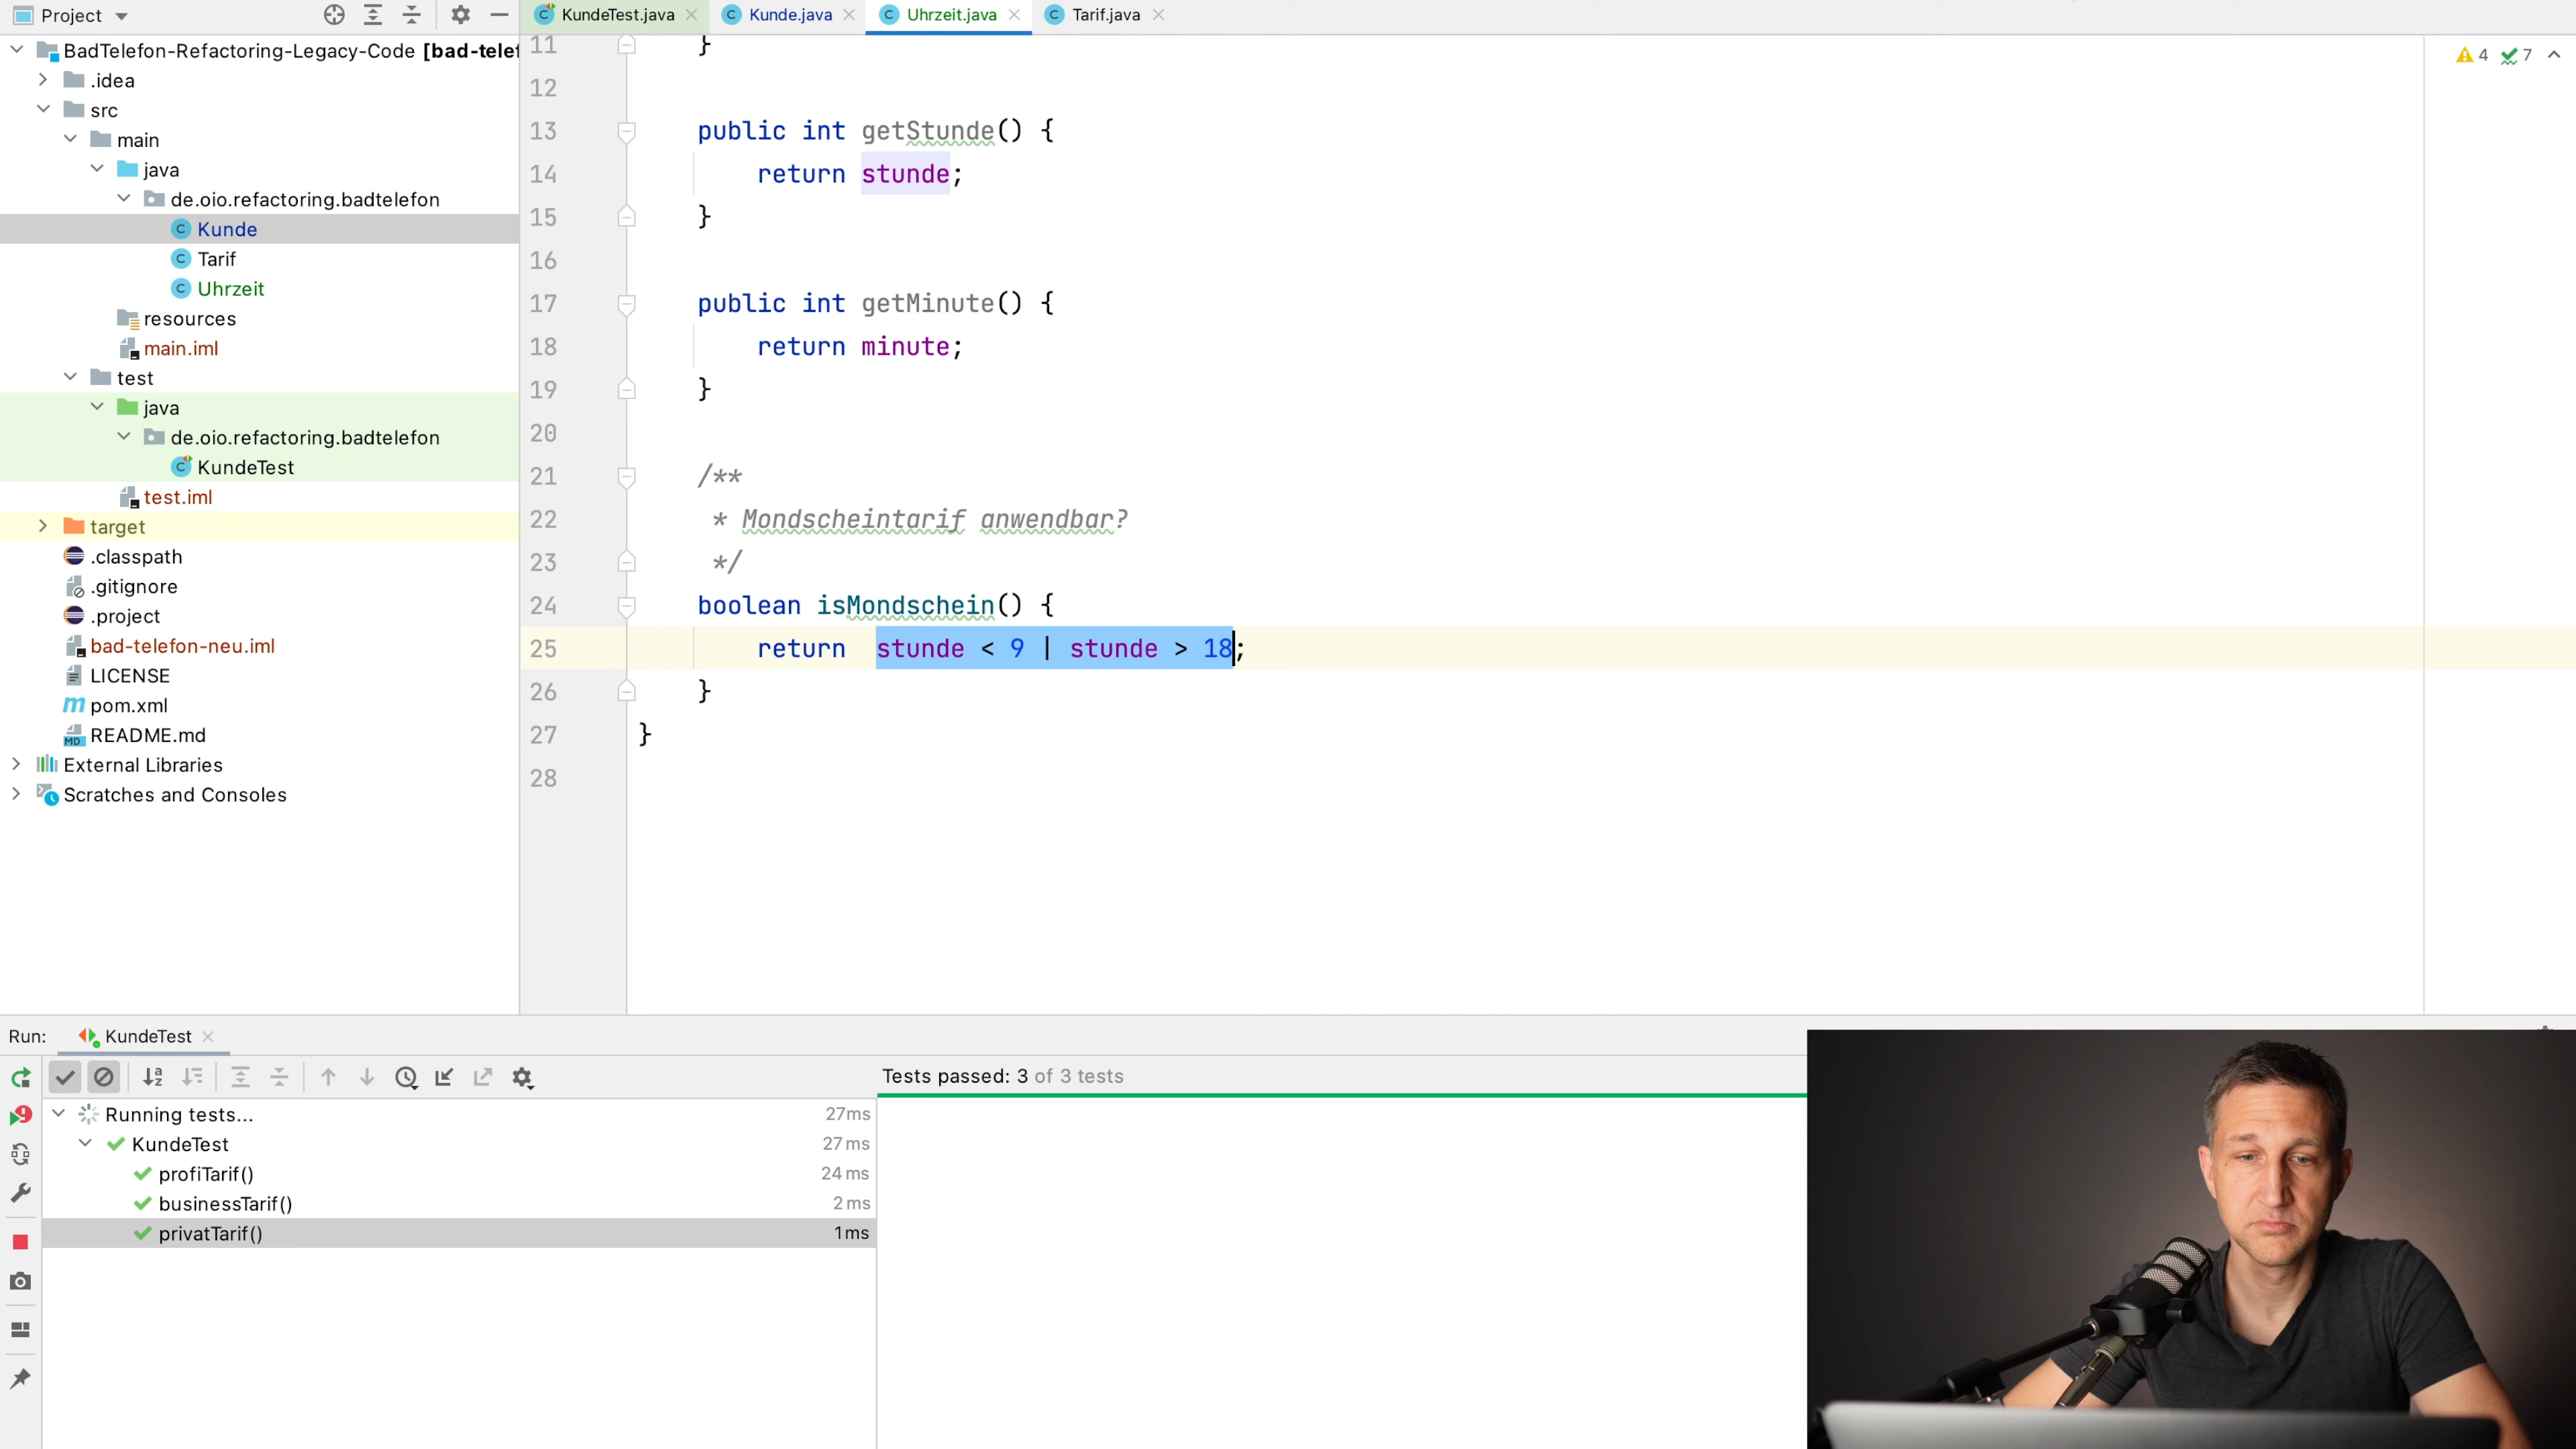 Project
KundeTest.java
Kunde.java
Uhrzeit.java
Tarif.java
BadTelefon-Refactoring-Legacy-Code [bad-telef
.idea
src
main
java
de.oio.refactoring.badtelefon
Kunde
Tarif
Uhrzeit
resources
main.iml
test
java
de.oio.refactoring.badtelefon
KundeTest
test.iml
target
.classpath
.gitignore
.project
bad-telefon-neu.iml
LICENSE
pom.xml
README.md
External Libraries
Scratches and Consoles
11 }
12
13 public int getStunde() {
14 return stunde;
15 }
16
17 public int getMinute() {
18 return minute;
19 }
20
21 /**
22 * Mondscheintarif anwendbar?
23 */
24 boolean isMondschein() {
25 return  stunde < 9 | stunde > 18;
26 }
27 }
28
4 7
Run: KundeTest
Tests passed: 3 of 3 tests
Running tests... 27ms
KundeTest 27 ms
profiTarif() 24 ms
businessTarif() 2 ms
privatTarif() 1 ms